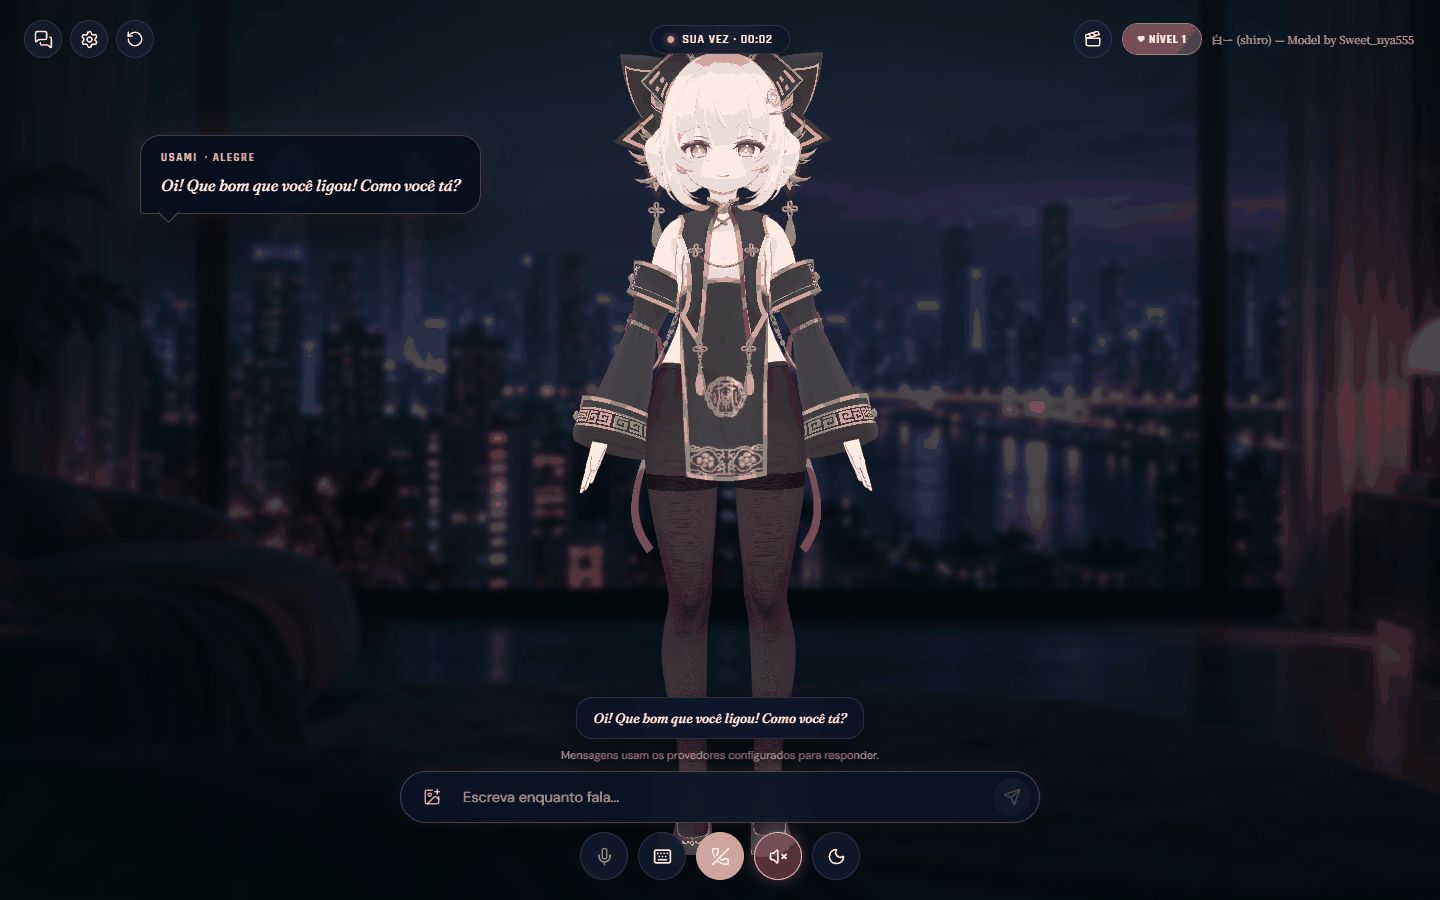 SUA VEZ · 00:02
♥ NÍVEL 1
白一 (shiro) — Model by Sweet_nya555
USAMI · ALEGRE
Oi! Que bom que você ligou! Como você tá?
Oi! Que bom que você ligou! Como você tá?
Mensagens usam os provedores configurados para responder.
Escreva enquanto fala...